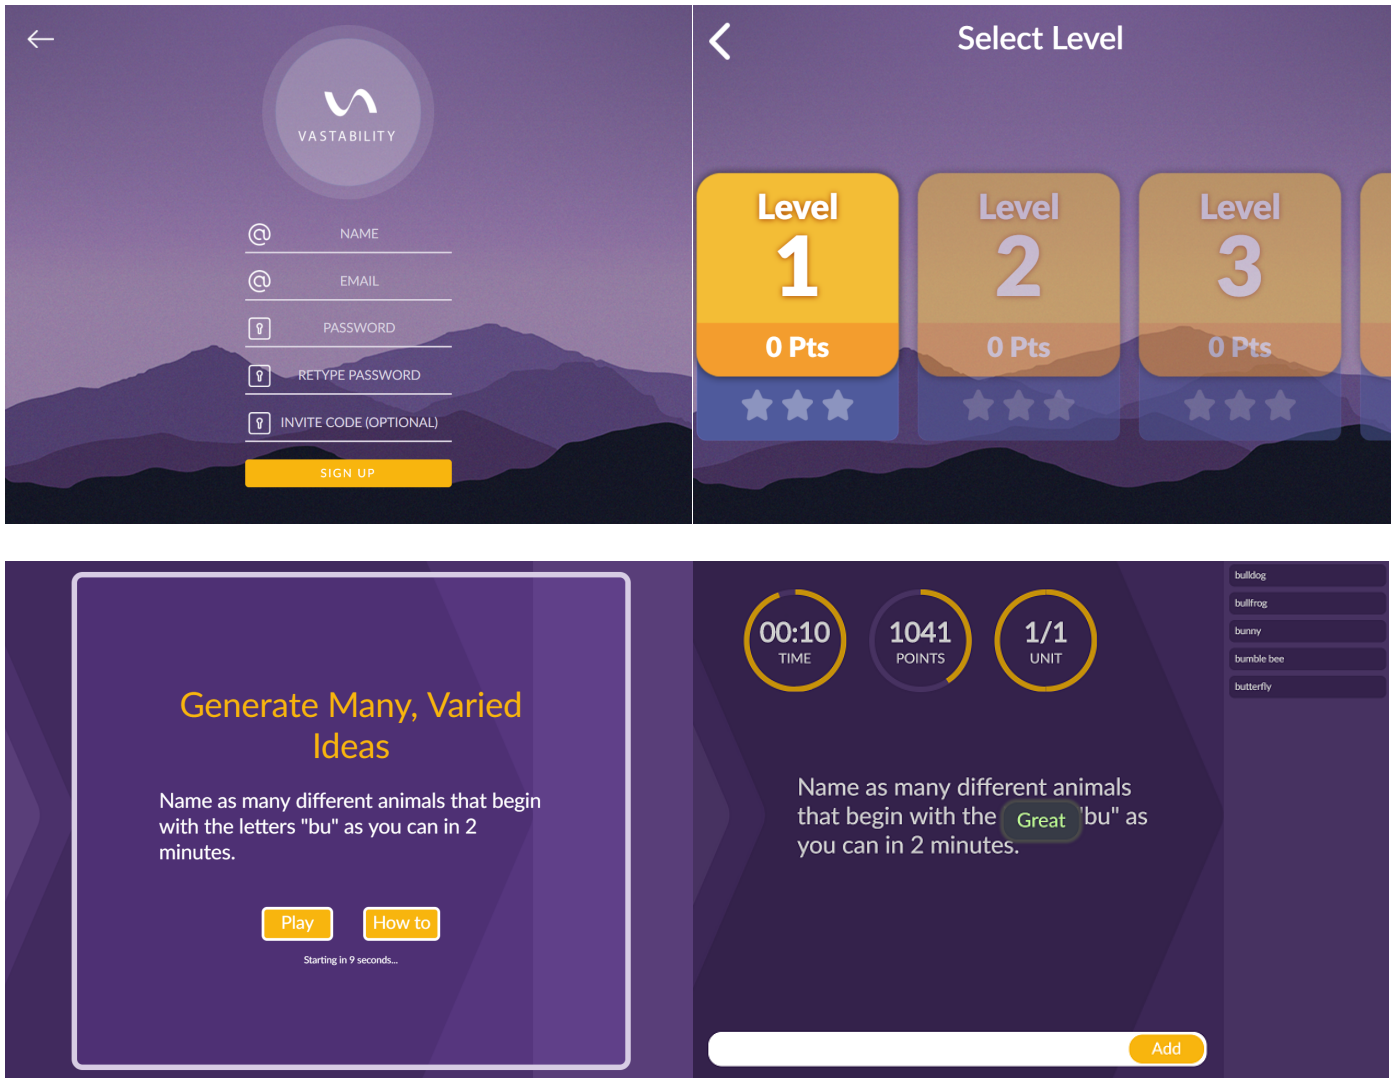 VASTABILITY
NAME
EMAIL
PASSWORD
RETYPE PASSWORD
INVITE CODE (OPTIONAL)
SIGN UP
Select Level
Level
1
0 Pts
Level
2
0 Pts
Level
3
0 Pts
Generate Many, Varied
Ideas
Name as many different animals that begin
with the letters "bu" as you can in 2
minutes.
Play
How to
Starting in 9 seconds...
00:10
TIME
1041
POINTS
1/1
UNIT
Name as many different animals
that begin with the Great "bu" as
you can in 2 minutes.
Add
bulldog
bullfrog
bunny
bumble bee
butterfly